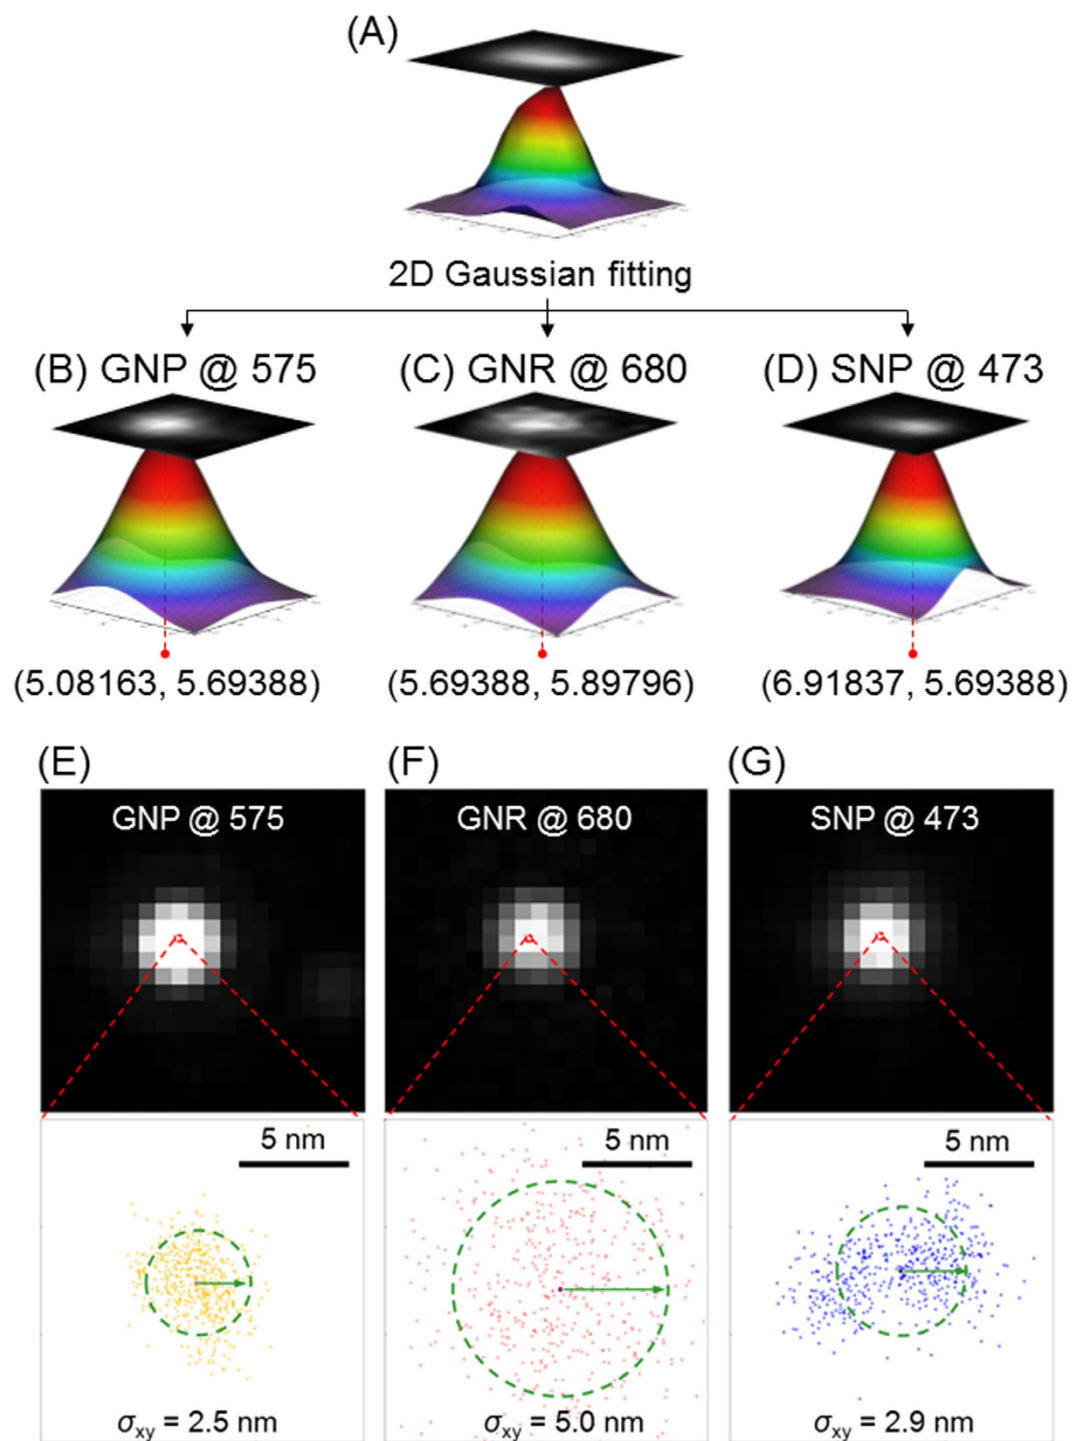 (A)
2D Gaussian fitting
(B) GNP @ 575
(C) GNR @ 680
(D) SNP @ 473
(5.08163, 5.69388)
(5.69388, 5.89796)
(6.91837, 5.69388)
(E)
(F)
(G)
GNP @ 575
GNR @ 680
SNP @ 473
5 nm
5 nm
5 nm
σxy = 2.5 nm
σxy = 5.0 nm
σxy = 2.9 nm